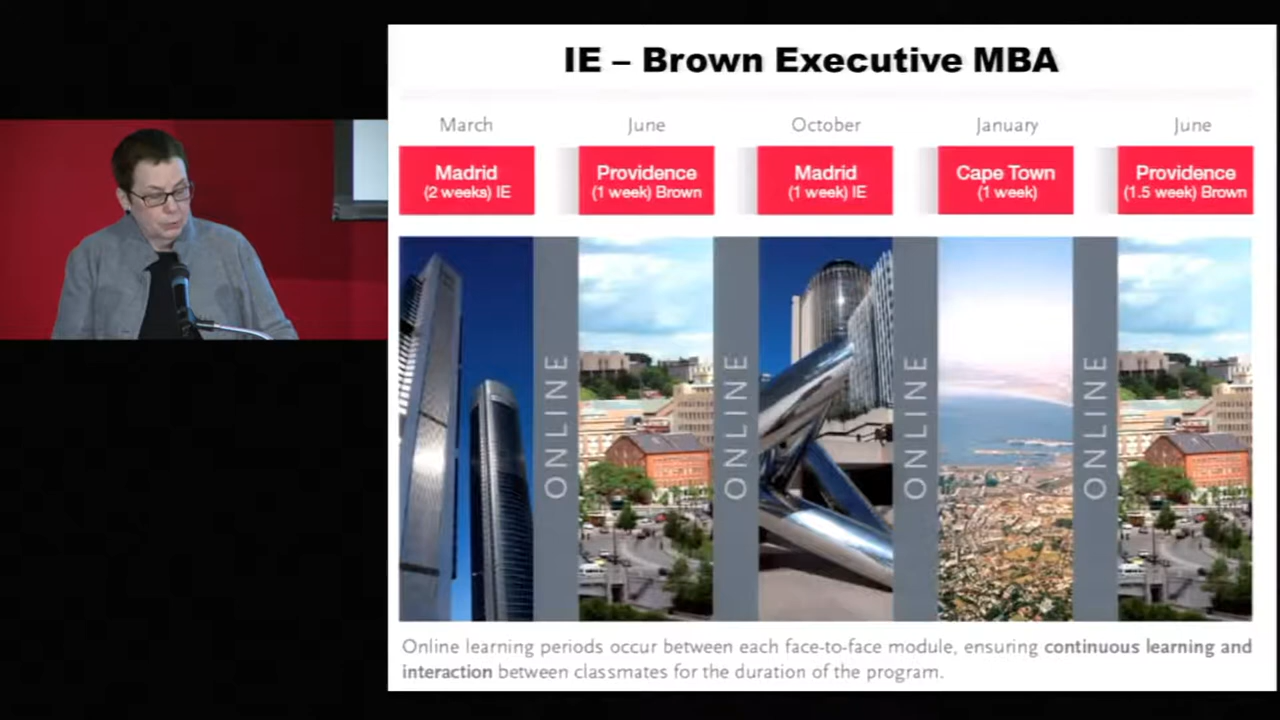 IE – Brown Executive MBA
March
June
October
January
June
Madrid
(2 weeks) IE
Providence
(1 week) Brown
Madrid
(1 week) IE
Cape Town
(1 week)
Providence
(1.5 week) Brown
ONLINE
ONLINE
ONLINE
ONLINE
Online learning periods occur between each face-to-face module, ensuring continuous learning and
interaction between classmates for the duration of the program.